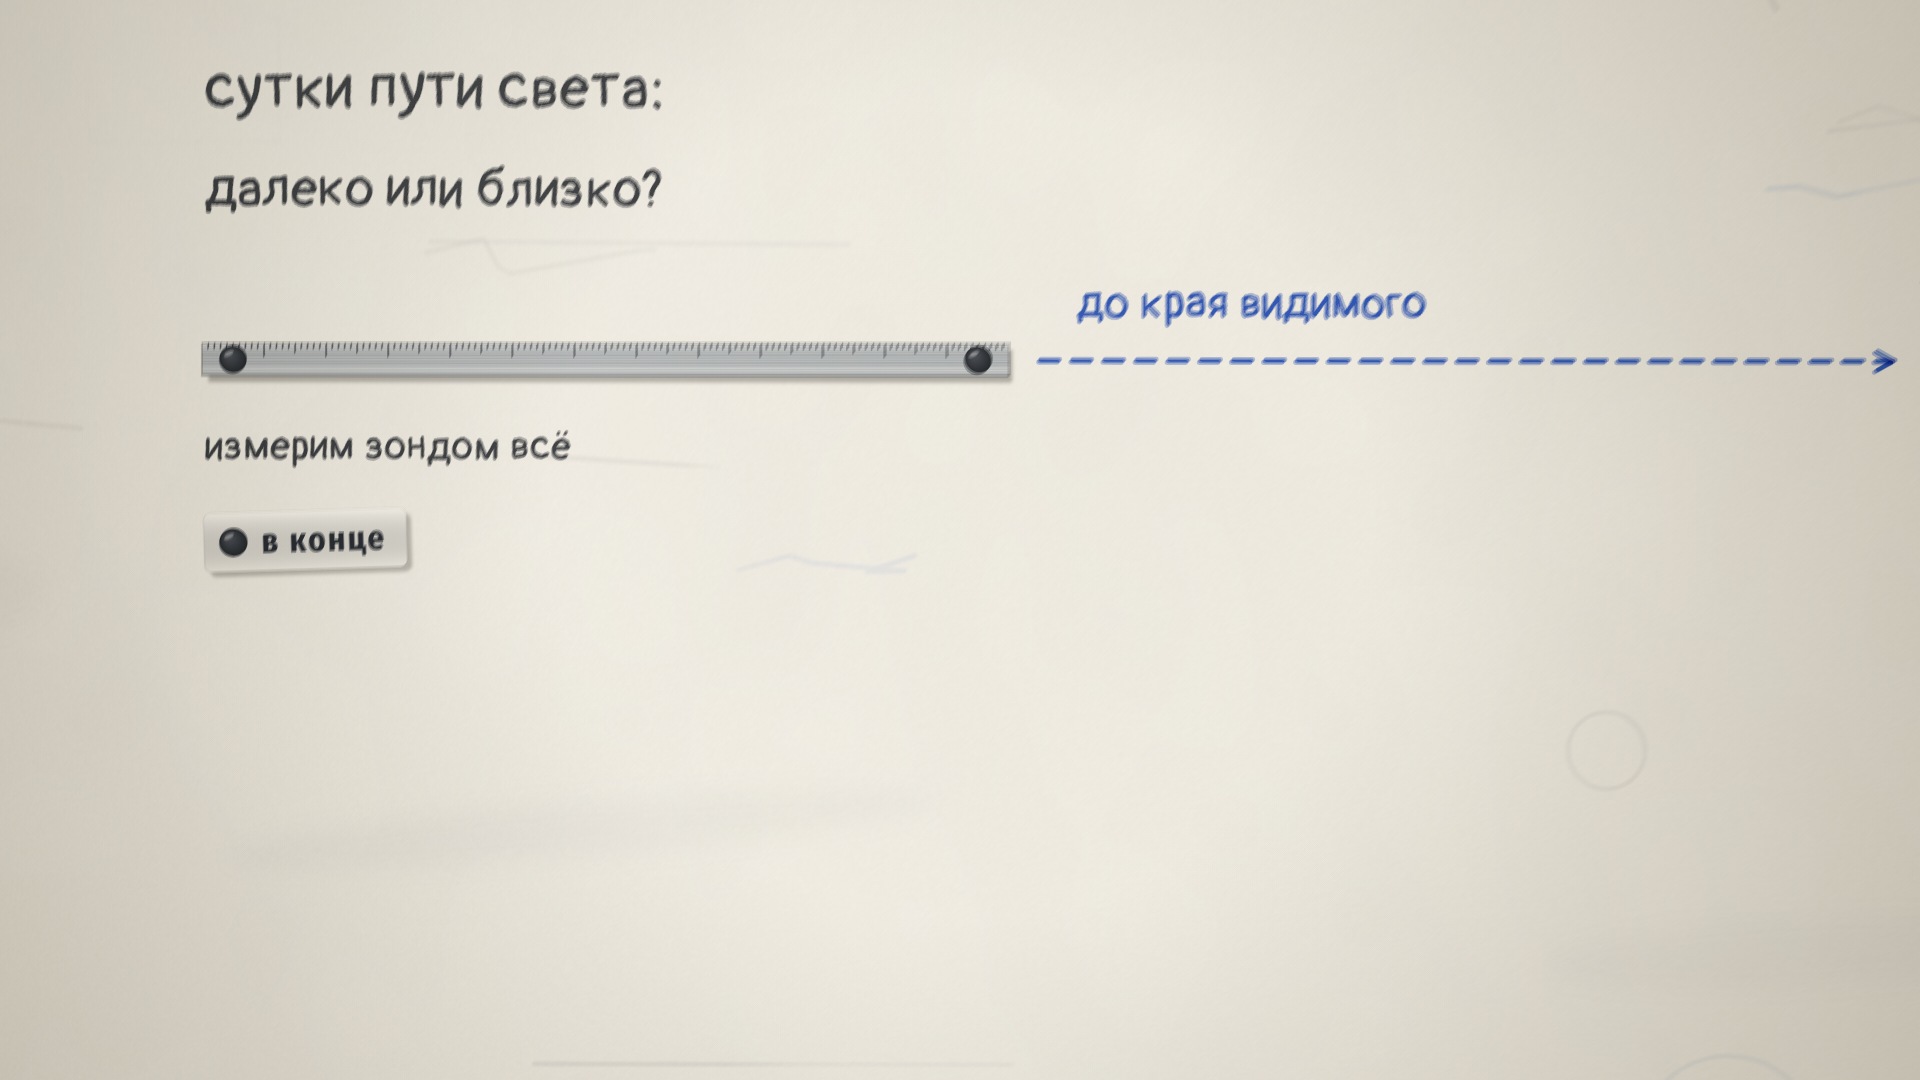 сутки пути света:
далеко или близко?
до края видимого
измерим зондом всё
в конце